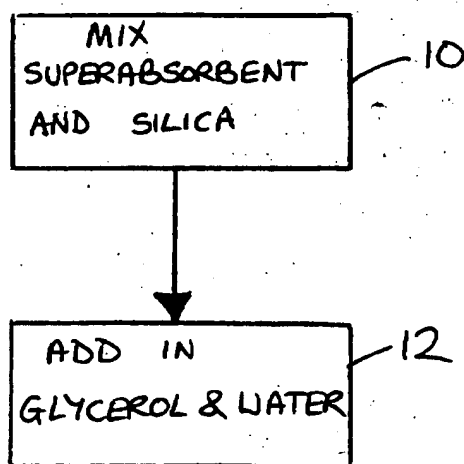 MIX
SUPERABSORBENT
AND SILICA
10
ADD IN
GLYCEROL & WATER
12